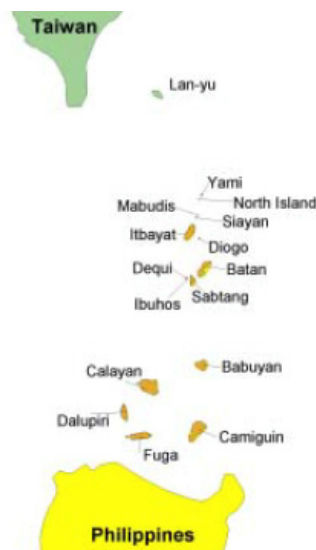 Taiwan
Lan-yu
Yami
North Island
Mabudis
Siayan
Itbayat
Diogo
Dequi
Batan
Sabtang
Ibuhos
Babuyan
Calayan
Dalupiri
Camiguin
Fuga
Philippines